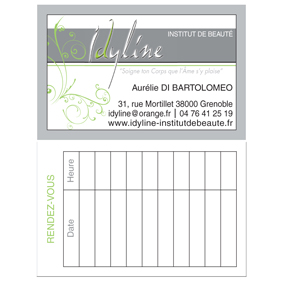 INSTITUT DE BEAUTÉ
Idyline
"Soigne ton Corps que l'Âme s'y plaise"
Aurélie DI BARTOLOMEO
31, rue Mortillet 38000 Grenoble
idyline@orange.fr | 04 76 41 25 19
www.idyline-institutdebeaute.fr
RENDEZ-VOUS
Heure
Date